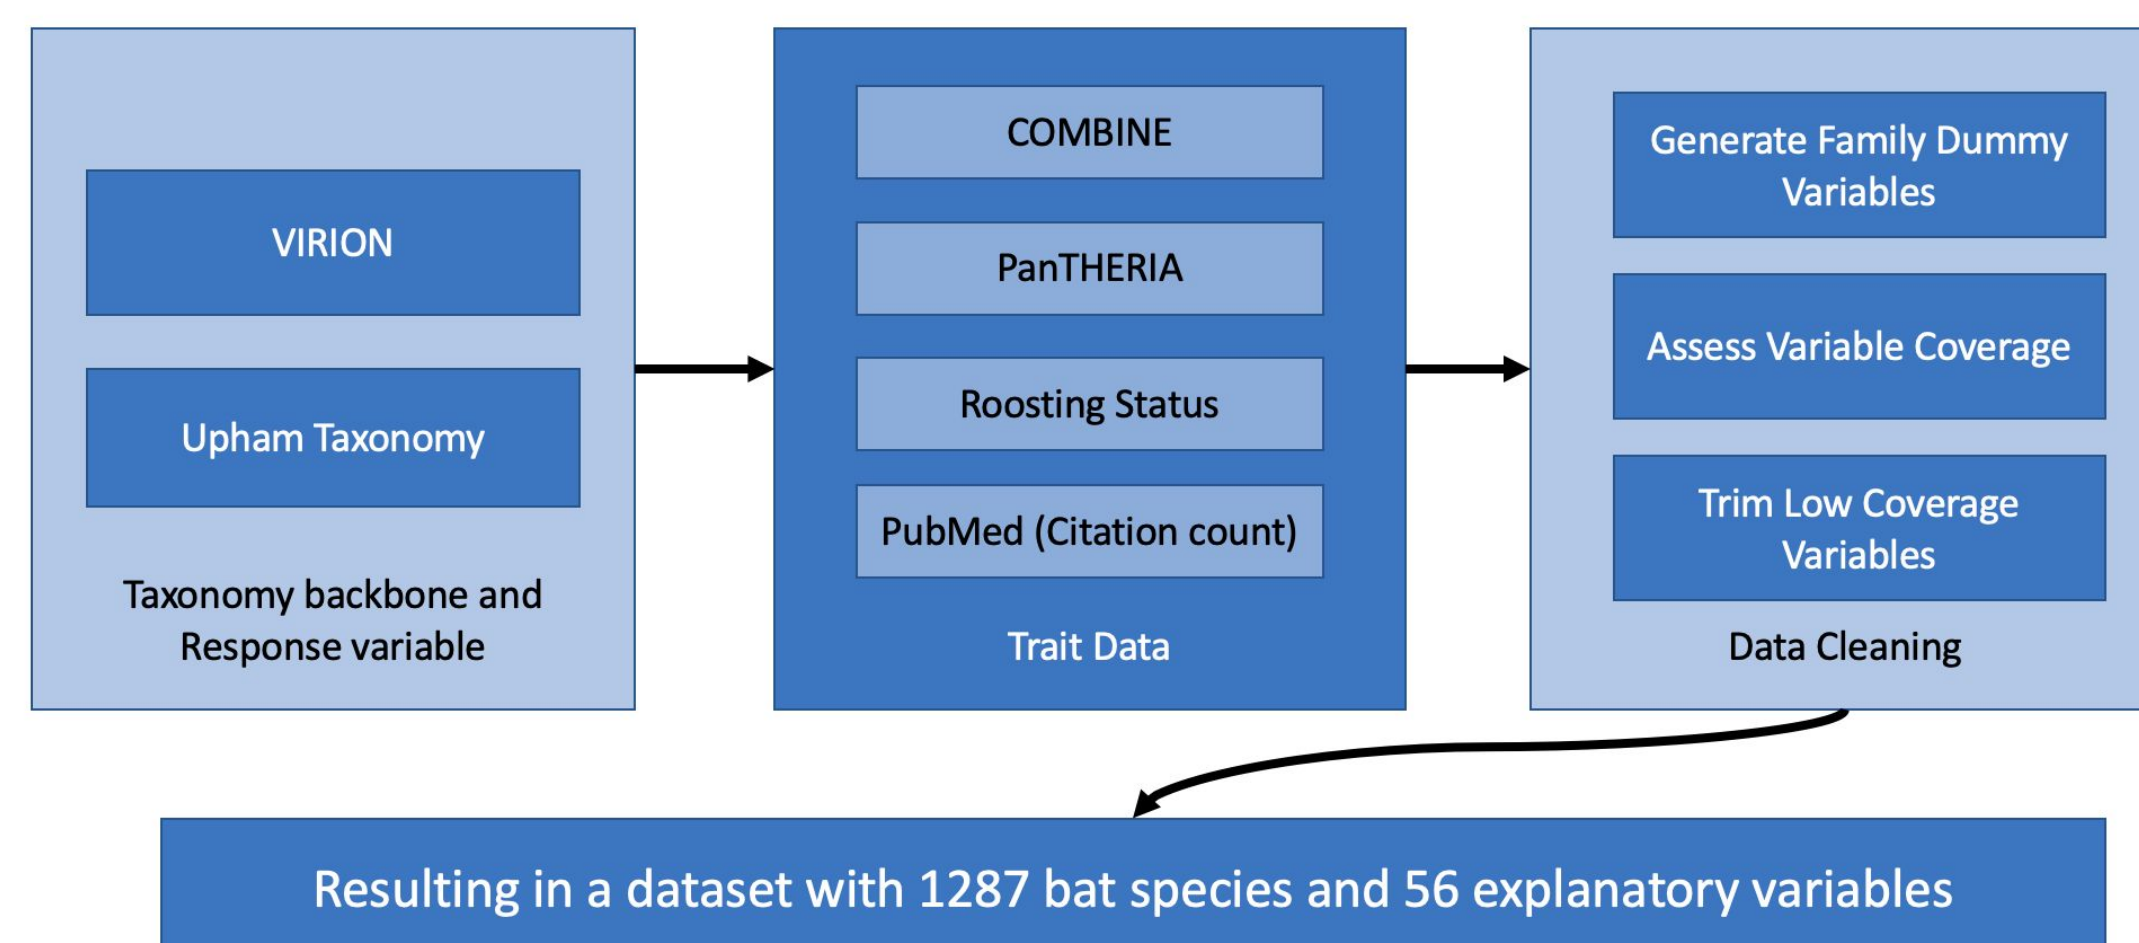 VIRION
Upham Taxonomy
Taxonomy backbone and
Response variable
COMBINE
PanTHERIA
Roosting Status
PubMed (Citation count)
Trait Data
Generate Family Dummy
Variables
Assess Variable Coverage
Trim Low Coverage
Variables
Data Cleaning
Resulting in a dataset with 1287 bat species and 56 explanatory variables